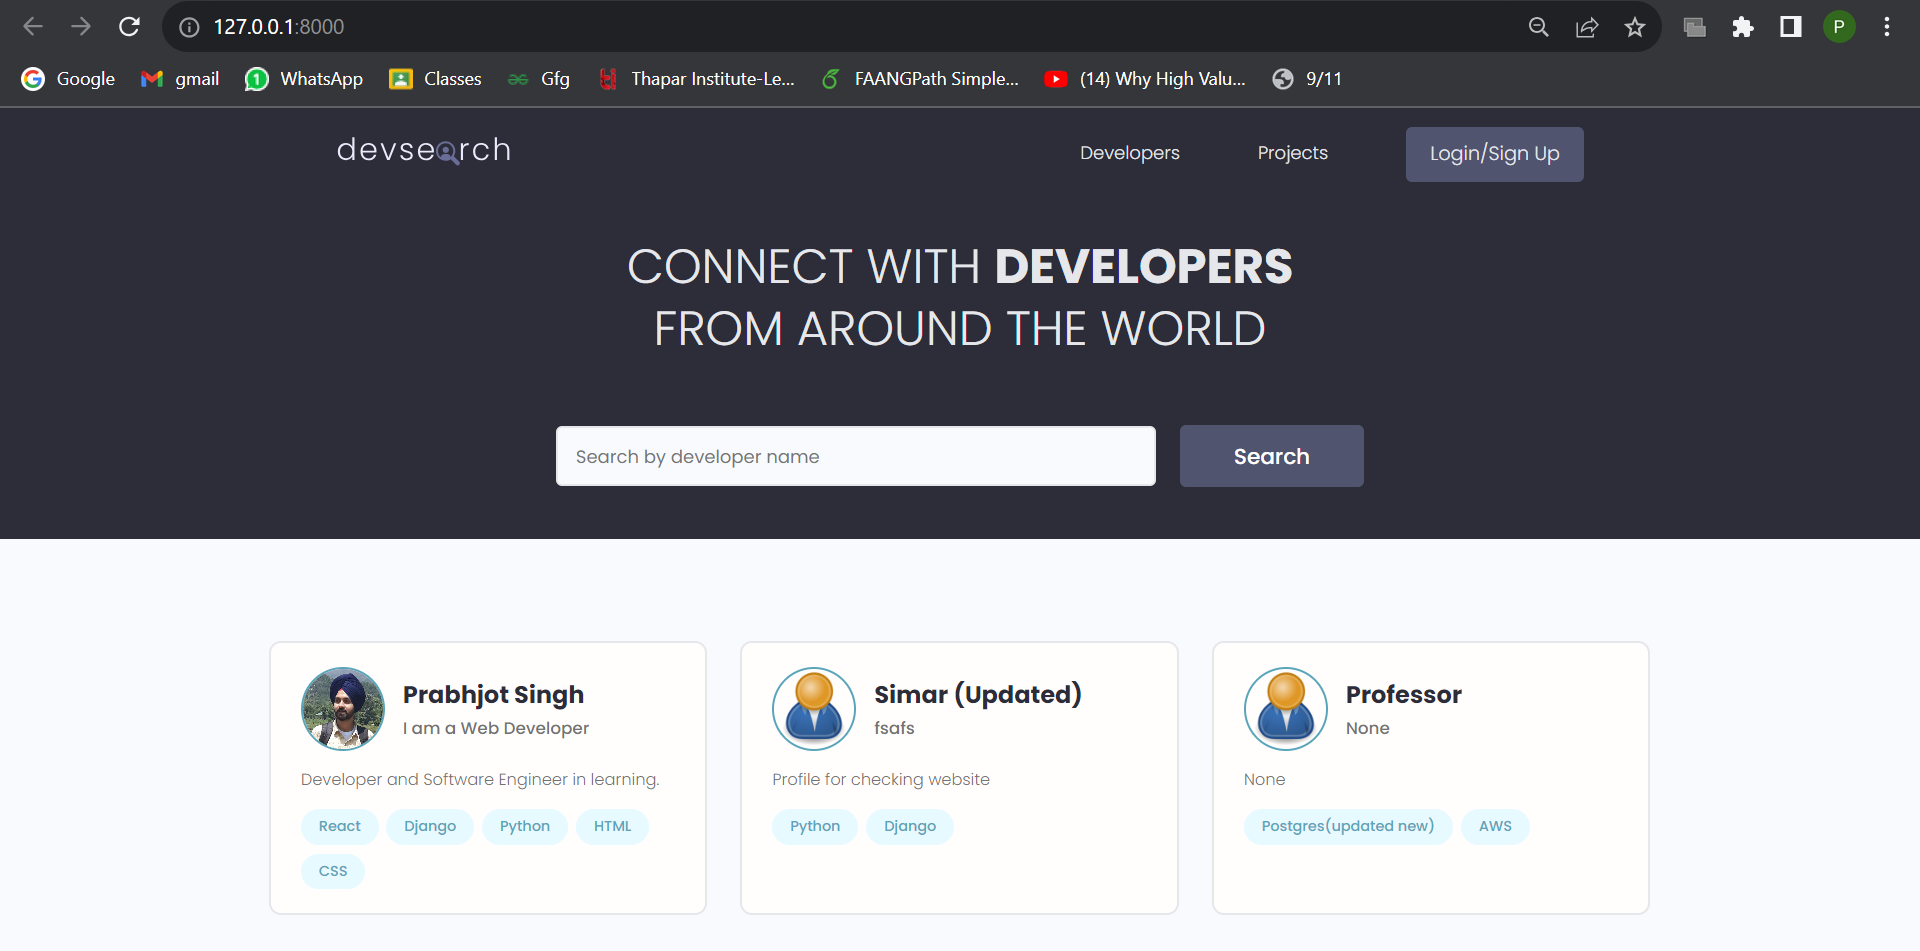 127.0.0.1:8000
P
Google gmail WhatsApp Classes Gfg Thapar Institute-Le... FAANGPath Simple... (14) Why High Valu... 9/11
devsearch Developers Projects Login/Sign Up
CONNECT WITH DEVELOPERS
FROM AROUND THE WORLD
Search by developer name Search
Prabhjot Singh
I am a Web Developer
Developer and Software Engineer in learning.
React Django Python HTML
CSS
Simar (Updated)
fsafs
Profile for checking website
Python Django
Professor
None
None
Postgres(updated new) AWS